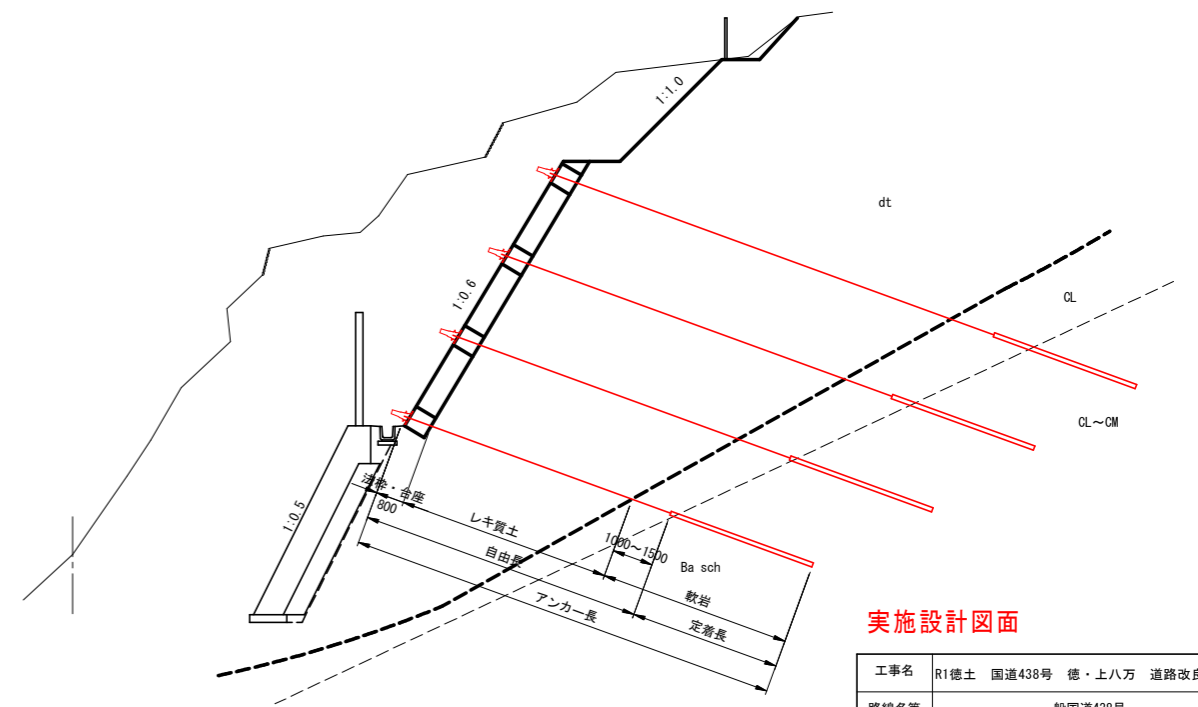 1:1.0
dt
CL
1:0.6
CL～CM
法枠・台座
800
レキ質土
1:0.5
1000～1500
自由長
Ba sch
軟岩
アンカー長
定着長
実施設計図面
工事名
R1徳土 国道438号 徳・上八万 道路改良